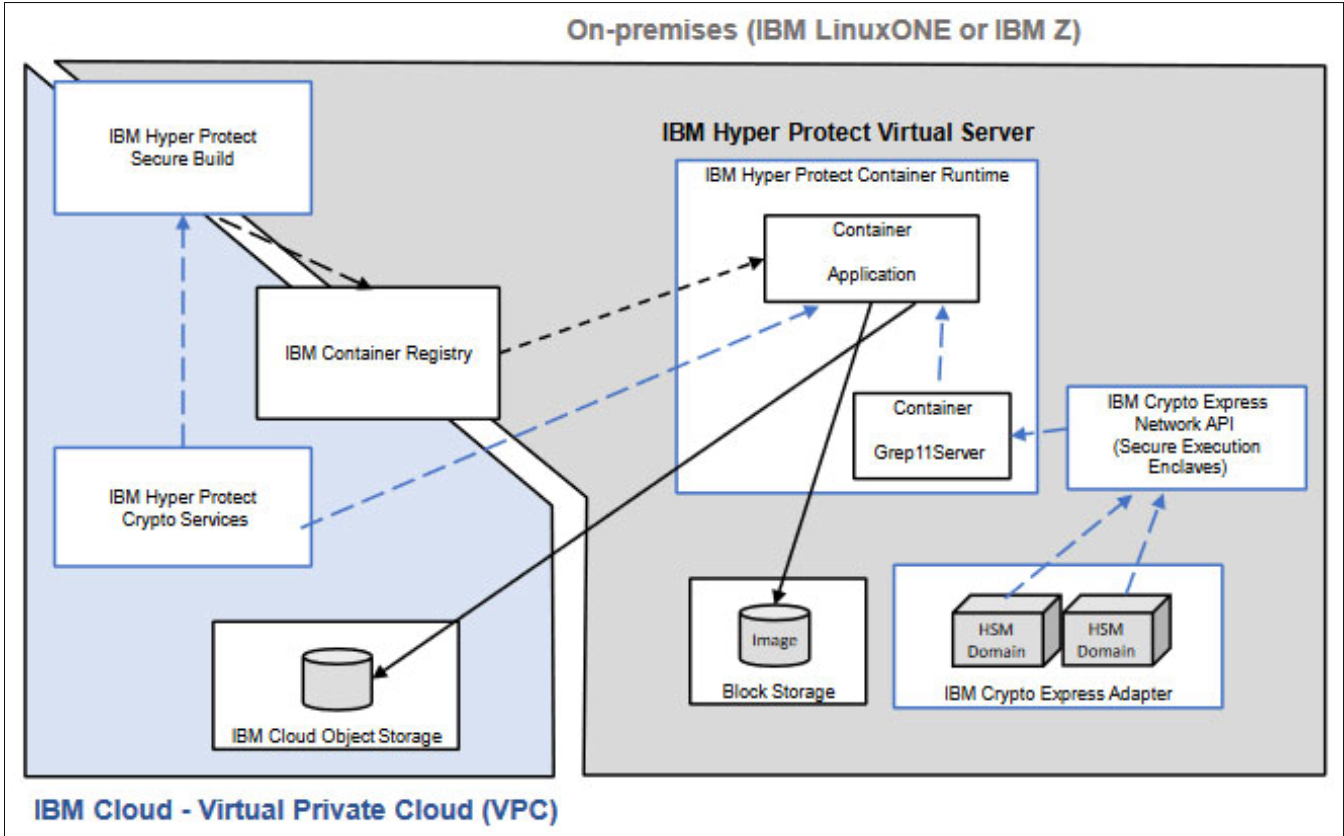 On-premises (IBM LinuxONE or IBM Z)
IBM Hyper Protect
Secure Build
IBM Hyper Protect Virtual Server
IBM Hyper Protect Container Runtime
Container
Application
IBM Container Registry
Container
Grep11Server
IBM Crypto Express
Network API
(Secure Execution
Enclaves)
IBM Hyper Protect
Crypto Services
Image
Block Storage
HSM
Domain
HSM
Domain
IBM Crypto Express Adapter
IBM Cloud Object Storage
IBM Cloud - Virtual Private Cloud (VPC)